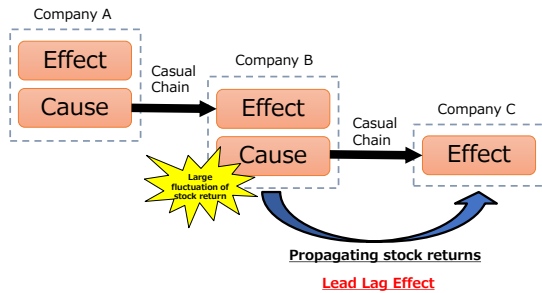 Company A
Effect
Cause
Casual
Chain
Company B
Effect
Cause
Large
fluctuation of
stock return
Casual
Chain
Company C
Effect
Propagating stock returns
Lead Lag Effect